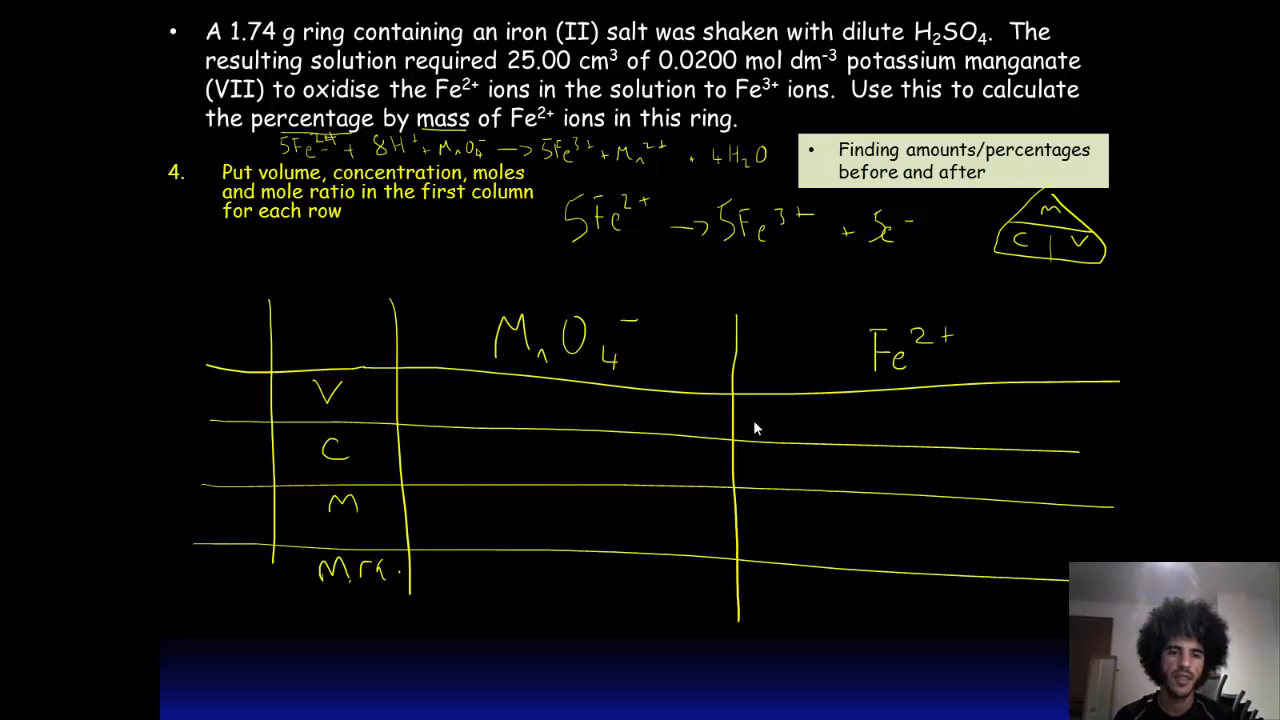 • A 1.74 g ring containing an iron (II) salt was shaken with dilute H₂SO₄. The
resulting solution required 25.00 cm³ of 0.0200 mol dm⁻³ potassium manganate
(VII) to oxidise the Fe²⁺ ions in the solution to Fe³⁺ ions. Use this to calculate
the percentage by mass of Fe²⁺ ions in this ring.
5Fe²⁺ + 8H⁺ + MnO₄⁻ → 5Fe³⁺ + Mn²⁺ + 4H₂O
• Finding amounts/percentages
before and after
4. Put volume, concentration, moles
and mole ratio in the first column
for each row
5Fe²⁺ → 5Fe³⁺ + 5e⁻
M
C V
MnO₄⁻ Fe²⁺
V
C
M